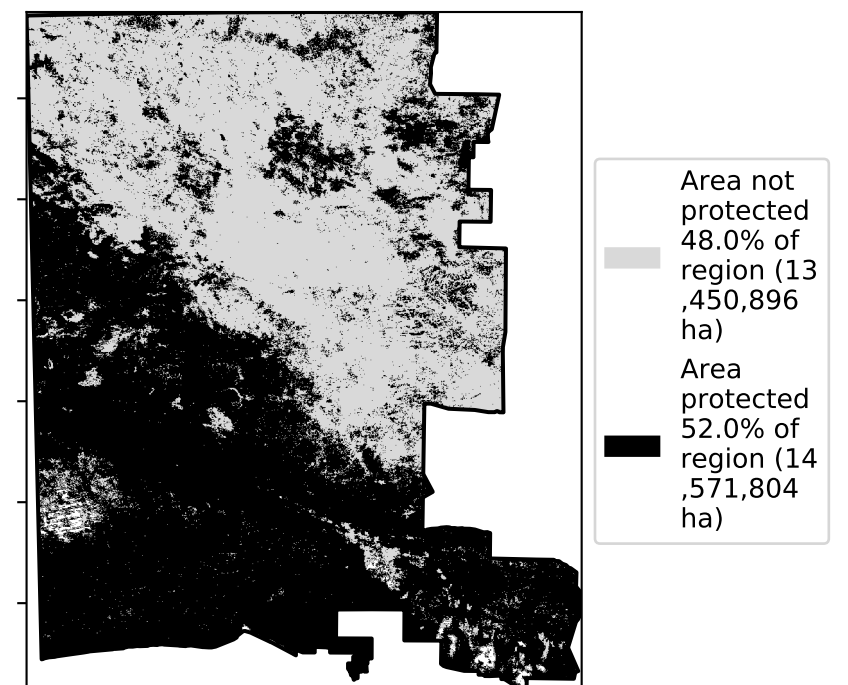 Area not
protected
48.0% of
region (13
,450,896
ha)
Area
protected
52.0% of
region (14
,571,804
ha)